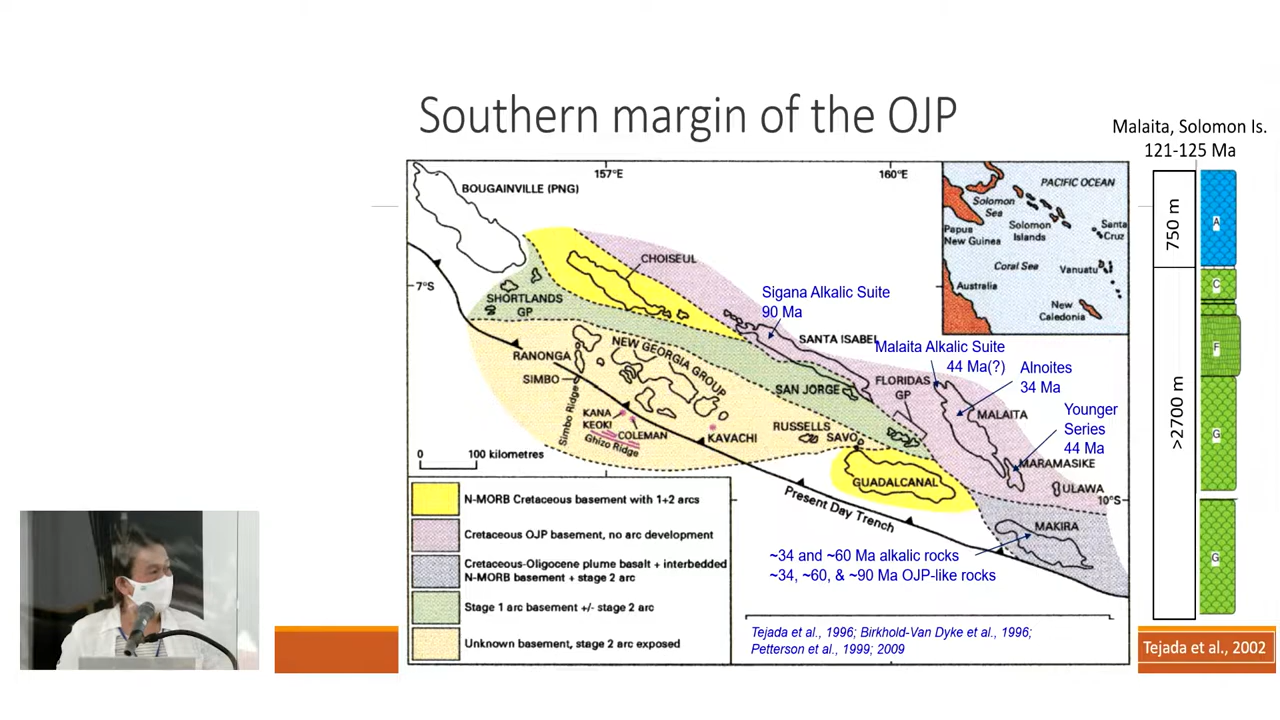 Southern margin of the OJP
Malaita, Solomon Is.
121-125 Ma
157°E
160°E
7°S
10°S
BOUGAINVILLE (PNG)
CHOISEUL
SHORTLANDS
GP
Sigana Alkalic Suite
90 Ma
SANTA ISABEL
Malaita Alkalic Suite
44 Ma(?)
Alnoites
34 Ma
Younger
Series
44 Ma
RANONGA
SIMBO
NEW GEORGIA GROUP
SAN JORGE
FLORIDAS
GP
MALAITA
Simbo Ridge
KANA
KEOKI
COLEMAN
Ghizo Ridge
KAVACHI
RUSSELLS
SAVO
GUADALCANAL
MARAMASIKE
ULAWA
MAKIRA
Present Day Trench
0
100 kilometres
~34 and ~60 Ma alkalic rocks
~34, ~60, & ~90 Ma OJP-like rocks
PACIFIC OCEAN
Solomon
Sea
Solomon
Islands
Santa
Cruz
Papua
New Guinea
Coral Sea
Vanuatu
Australia
New
Caledonia
N-MORB Cretaceous basement with 1+2 arcs
Cretaceous OJP basement, no arc development
Cretaceous-Oligocene plume basalt + interbedded
N-MORB basement + stage 2 arc
Stage 1 arc basement +/- stage 2 arc
Unknown basement, stage 2 arc exposed
Tejada et al., 1996; Birkhold-Van Dyke et al., 1996;
Petterson et al., 1999; 2009
750 m
>2700 m
A
C
F
G
G
Tejada et al., 2002